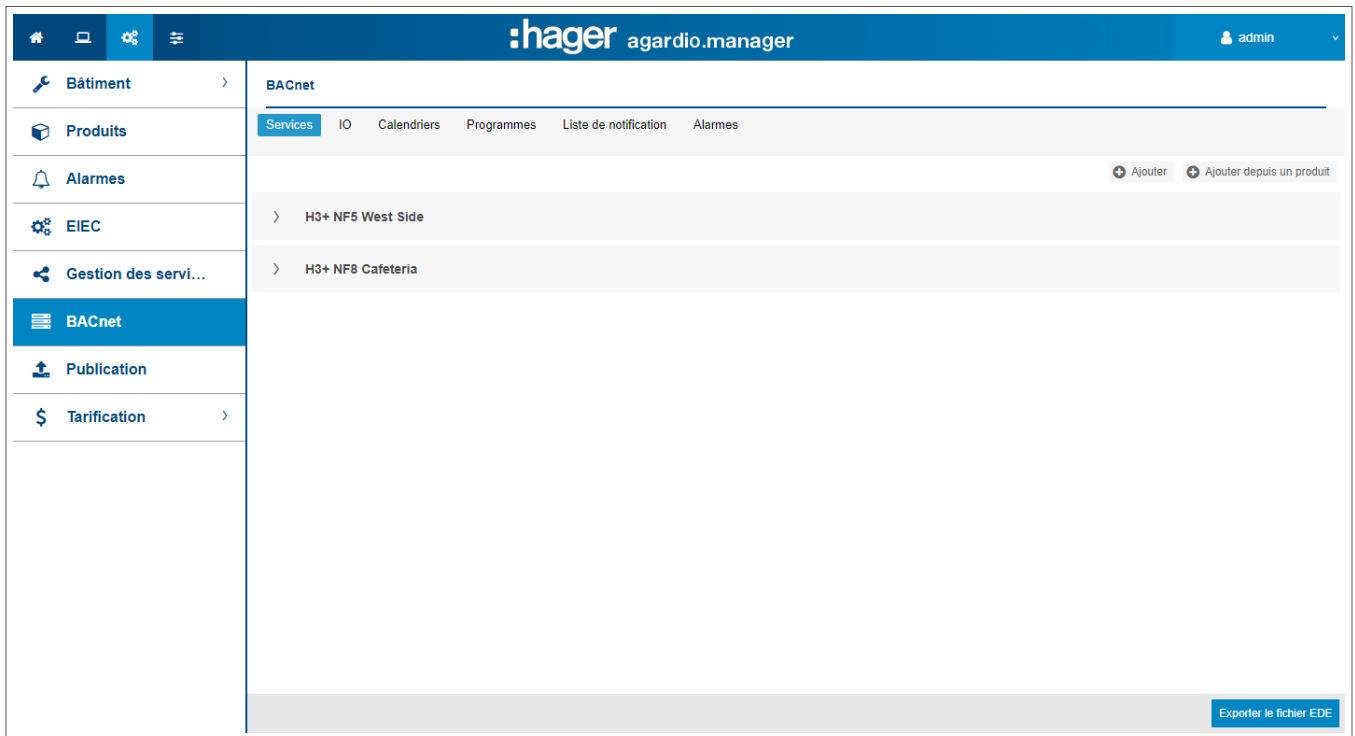 :hager agardio.manager
admin
Bâtiment
Produits
Alarmes
EIEC
Gestion des servi...
BACnet
Publication
Tarification
BACnet
Services IO Calendriers Programmes Liste de notification Alarmes
Ajouter Ajouter depuis un produit
H3+ NF5 West Side
H3+ NF8 Cafeteria
Exporter le fichier EDE